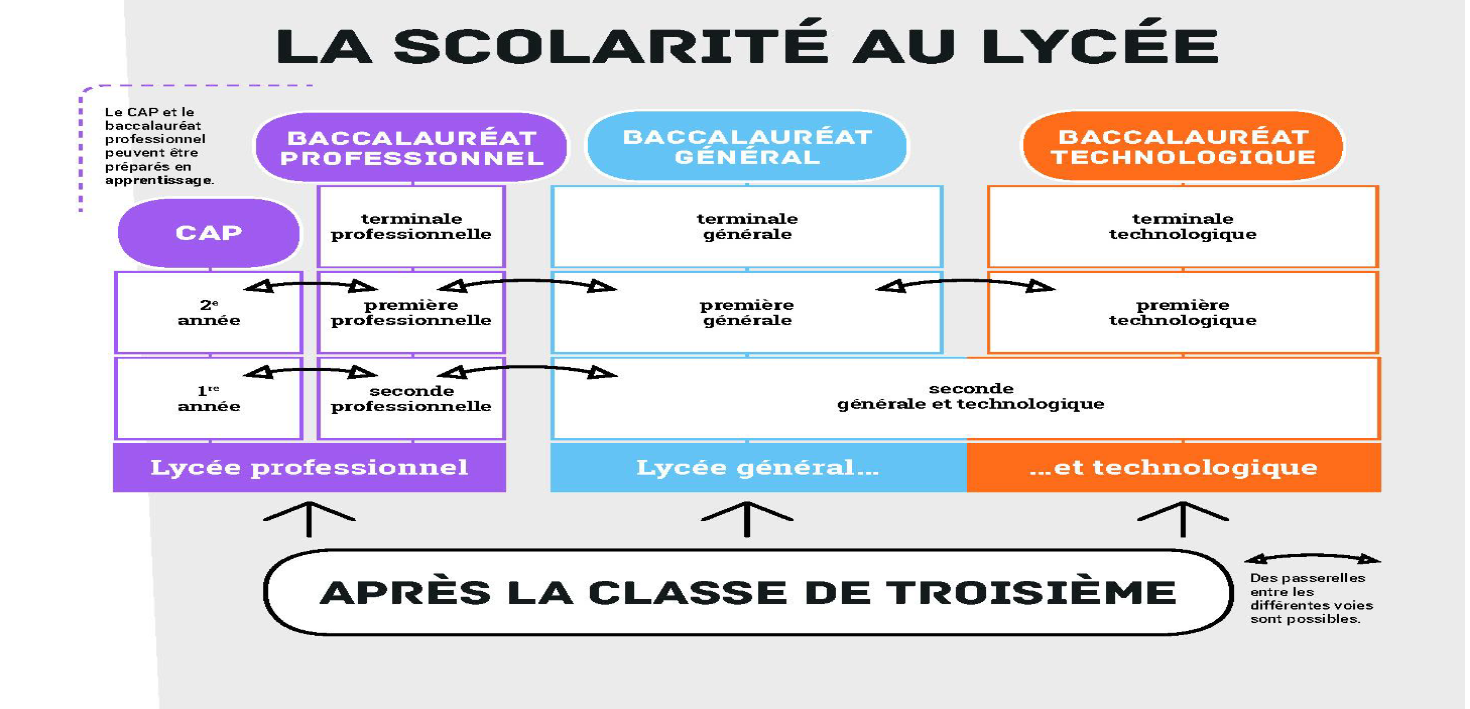 LA SCOLARITÉ AU LYCÉE
Le CAP et le
baccalauréat
professionnel
peuvent être
préparés en
apprentissage.
BACCALAURÉAT
PROFESSIONNEL
BACCALAURÉAT
GÉNÉRAL
BACCALAURÉAT
TECHNOLOGIQUE
CAP
terminale
professionnelle
terminale
générale
terminale
technologique
2e
année
première
professionnelle
première
générale
première
technologique
1re
année
seconde
professionnelle
seconde
générale et technologique
Lycée professionnel
Lycée général...
...et technologique
APRÈS LA CLASSE DE TROISIÈME
Des passerelles
entre les
différentes voies
sont possibles.